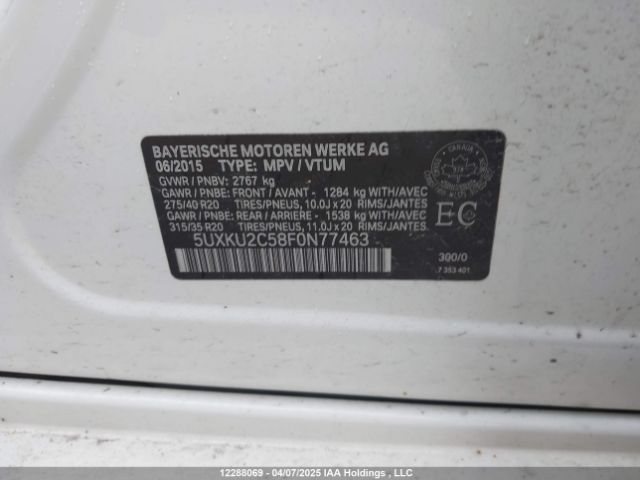 BAYERISCHE MOTOREN WERKE AG
06/2015 TYPE: MPV / VTUM
GVWR / PNBV: 2767 kg
GAWR / PNBE: FRONT / AVANT - 1284 kg WITH/AVEC
275/40 R20 TIRES/PNEUS, 10.0J x 20 RIMS/JANTES.
GAWR / PNBE: REAR / ARRIERE - 1538 kg WITH/AVEC
315/35 R20 TIRES/PNEUS, 11.0J x 20 RIMS/JANTES.
5UXKU2C58F0N77463
CANADA
EC
300/0
7 353 401
12288069 - 04/07/2025 IAA Holdings , LLC